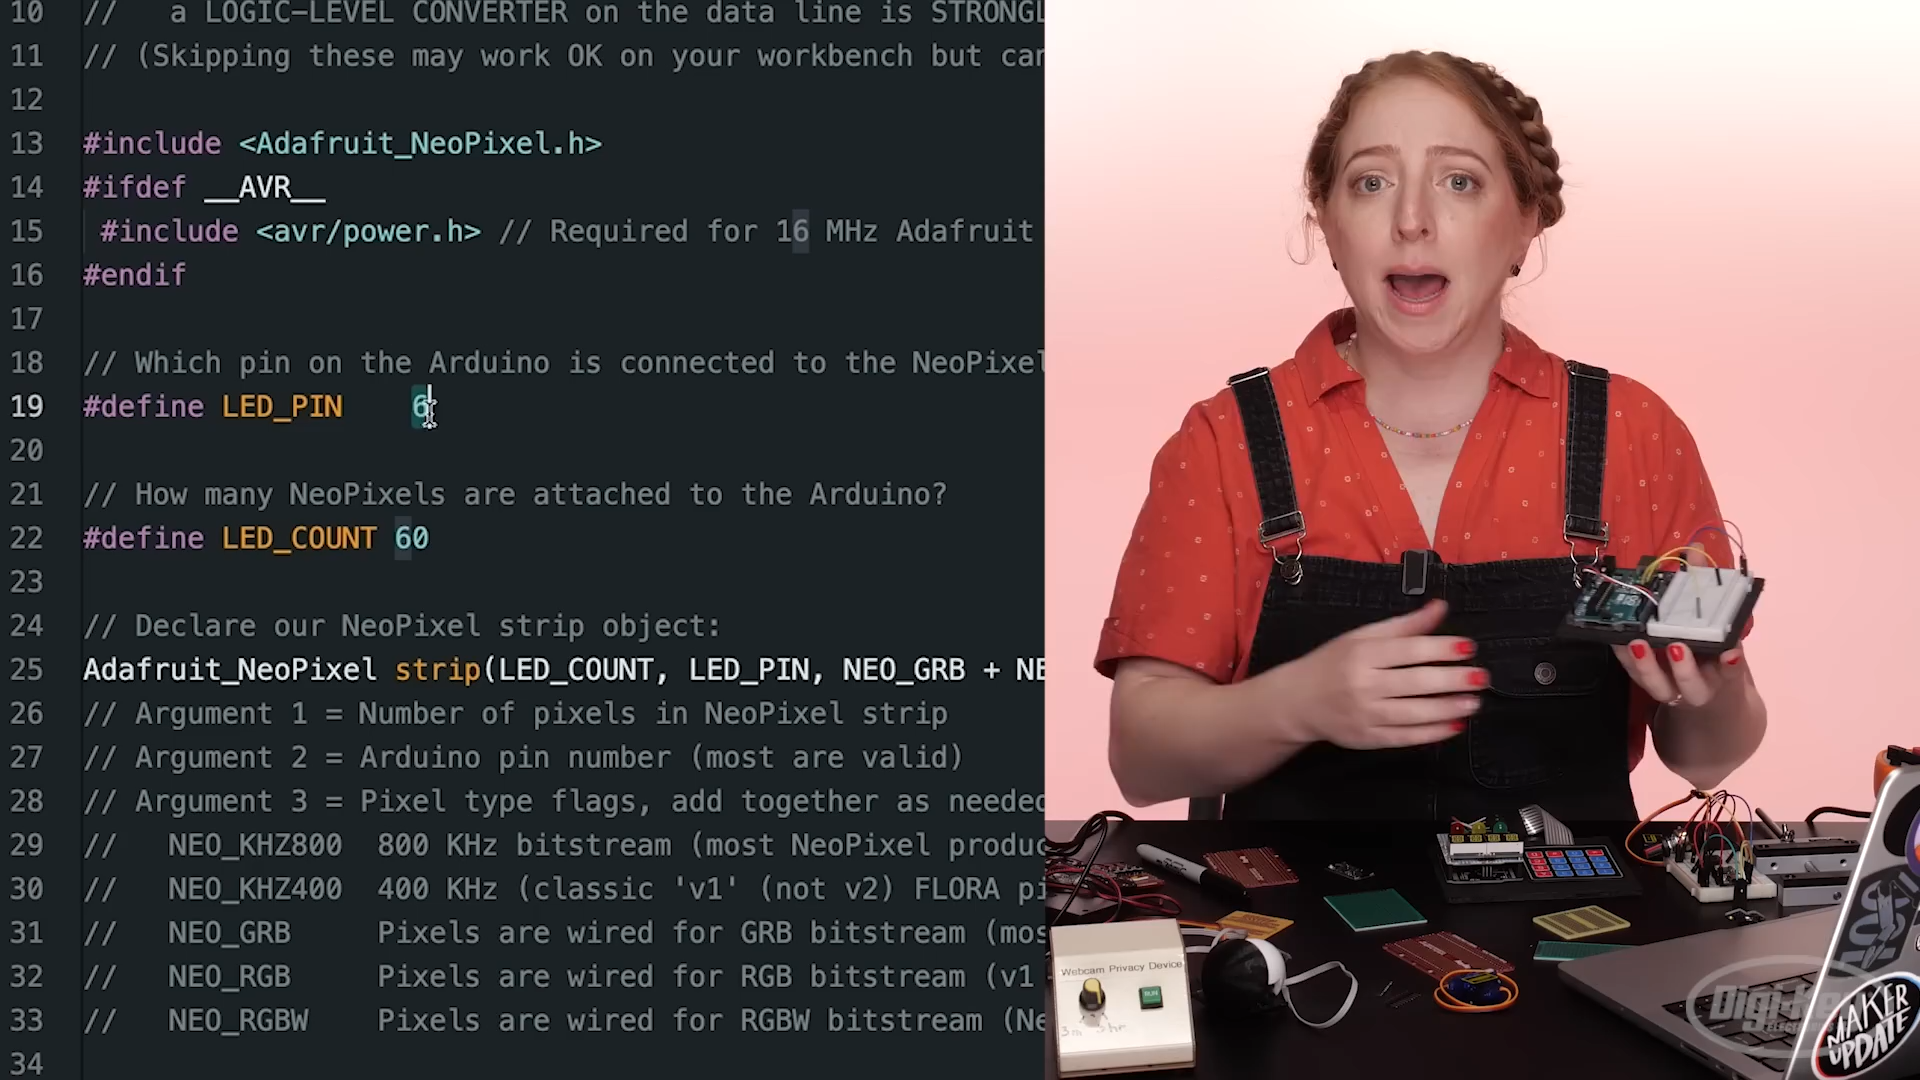 10 // a LOGIC-LEVEL CONVERTER on the data line is STRONGL
11 // (Skipping these may work OK on your workbench but can
12
13 #include <Adafruit_NeoPixel.h>
14 #ifdef __AVR__
15 #include <avr/power.h> // Required for 16 MHz Adafruit
16 #endif
17
18 // Which pin on the Arduino is connected to the NeoPixel
19 #define LED_PIN 6
20
21 // How many NeoPixels are attached to the Arduino?
22 #define LED_COUNT 60
23
24 // Declare our NeoPixel strip object:
25 Adafruit_NeoPixel strip(LED_COUNT, LED_PIN, NEO_GRB + NE
26 // Argument 1 = Number of pixels in NeoPixel strip
27 // Argument 2 = Arduino pin number (most are valid)
28 // Argument 3 = Pixel type flags, add together as needed
29 // NEO_KHZ800 800 KHz bitstream (most NeoPixel produc
30 // NEO_KHZ400 400 KHz (classic 'v1' (not v2) FLORA pi
31 // NEO_GRB Pixels are wired for GRB bitstream (mos
32 // NEO_RGB Pixels are wired for RGB bitstream (v1
33 // NEO_RGBW Pixels are wired for RGBW bitstream (Ne
34
Webcam Privacy Device
RUN
Digi-Ke
MAKER
UPDATE